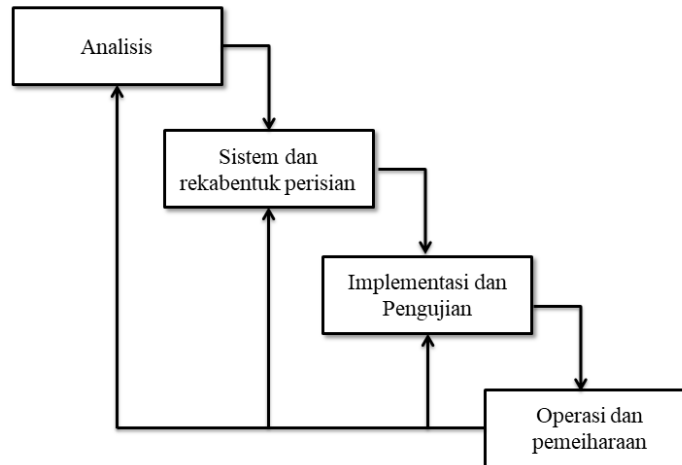 Analisis
Sistem dan
rekabentuk perisian
Implementasi dan
Pengujian
Operasi dan
pemeiharaan